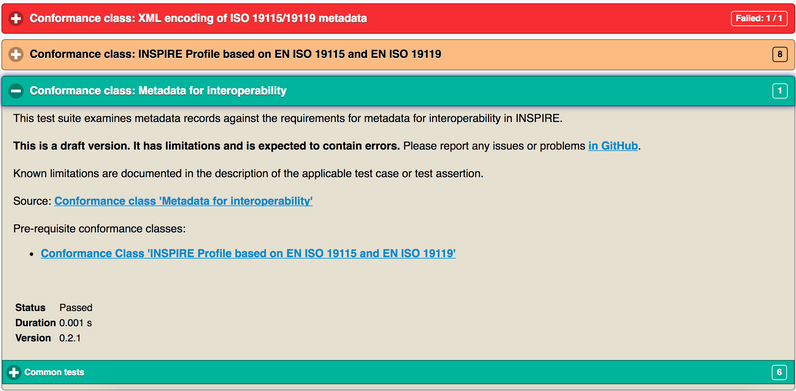 Conformance class: XML encoding of ISO 19115/19119 metadata Failed: 1 / 1
Conformance class: INSPIRE Profile based on EN ISO 19115 and EN ISO 19119 8
Conformance class: Metadata for interoperability 1
This test suite examines metadata records against the requirements for metadata for interoperability in INSPIRE.
This is a draft version. It has limitations and is expected to contain errors. Please report any issues or problems in GitHub.
Known limitations are documented in the description of the applicable test case or test assertion.
Source: Conformance class 'Metadata for interoperability'
Pre-requisite conformance classes:
• Conformance Class 'INSPIRE Profile based on EN ISO 19115 and EN ISO 19119'
Status Passed
Duration 0.001 s
Version 0.2.1
Common tests 6